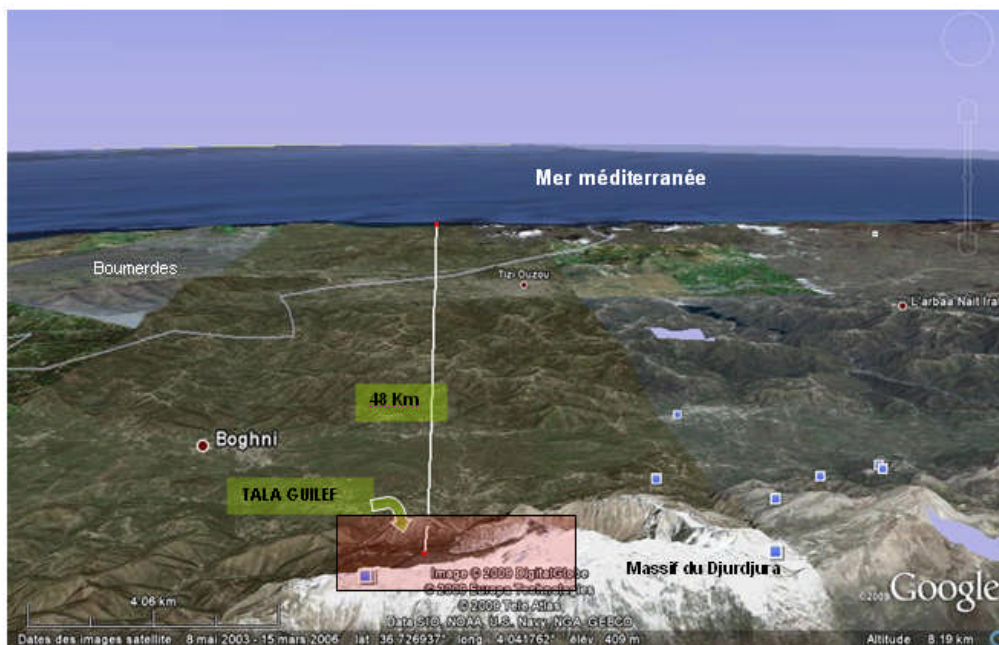 Mer méditerranée
Boumerdes
Tizi Ouzou
L'arbaa Nait Ira
48 Km
Boghni
TALA GUILEF
Massif du Djurdjura
Image © 2009 DigitalGlobe
© 2009 Europa Technologies
© 2009 Tele Atlas
Data SIO, NOAA, U.S. Navy, NGA, GEBCO
©2009 Google
4.06 km
Dates des images satellite 8 mai 2003 - 15 mars 2006 lat 36.726937° long 4.041762° élév. 409 m Altitude 8.19 km